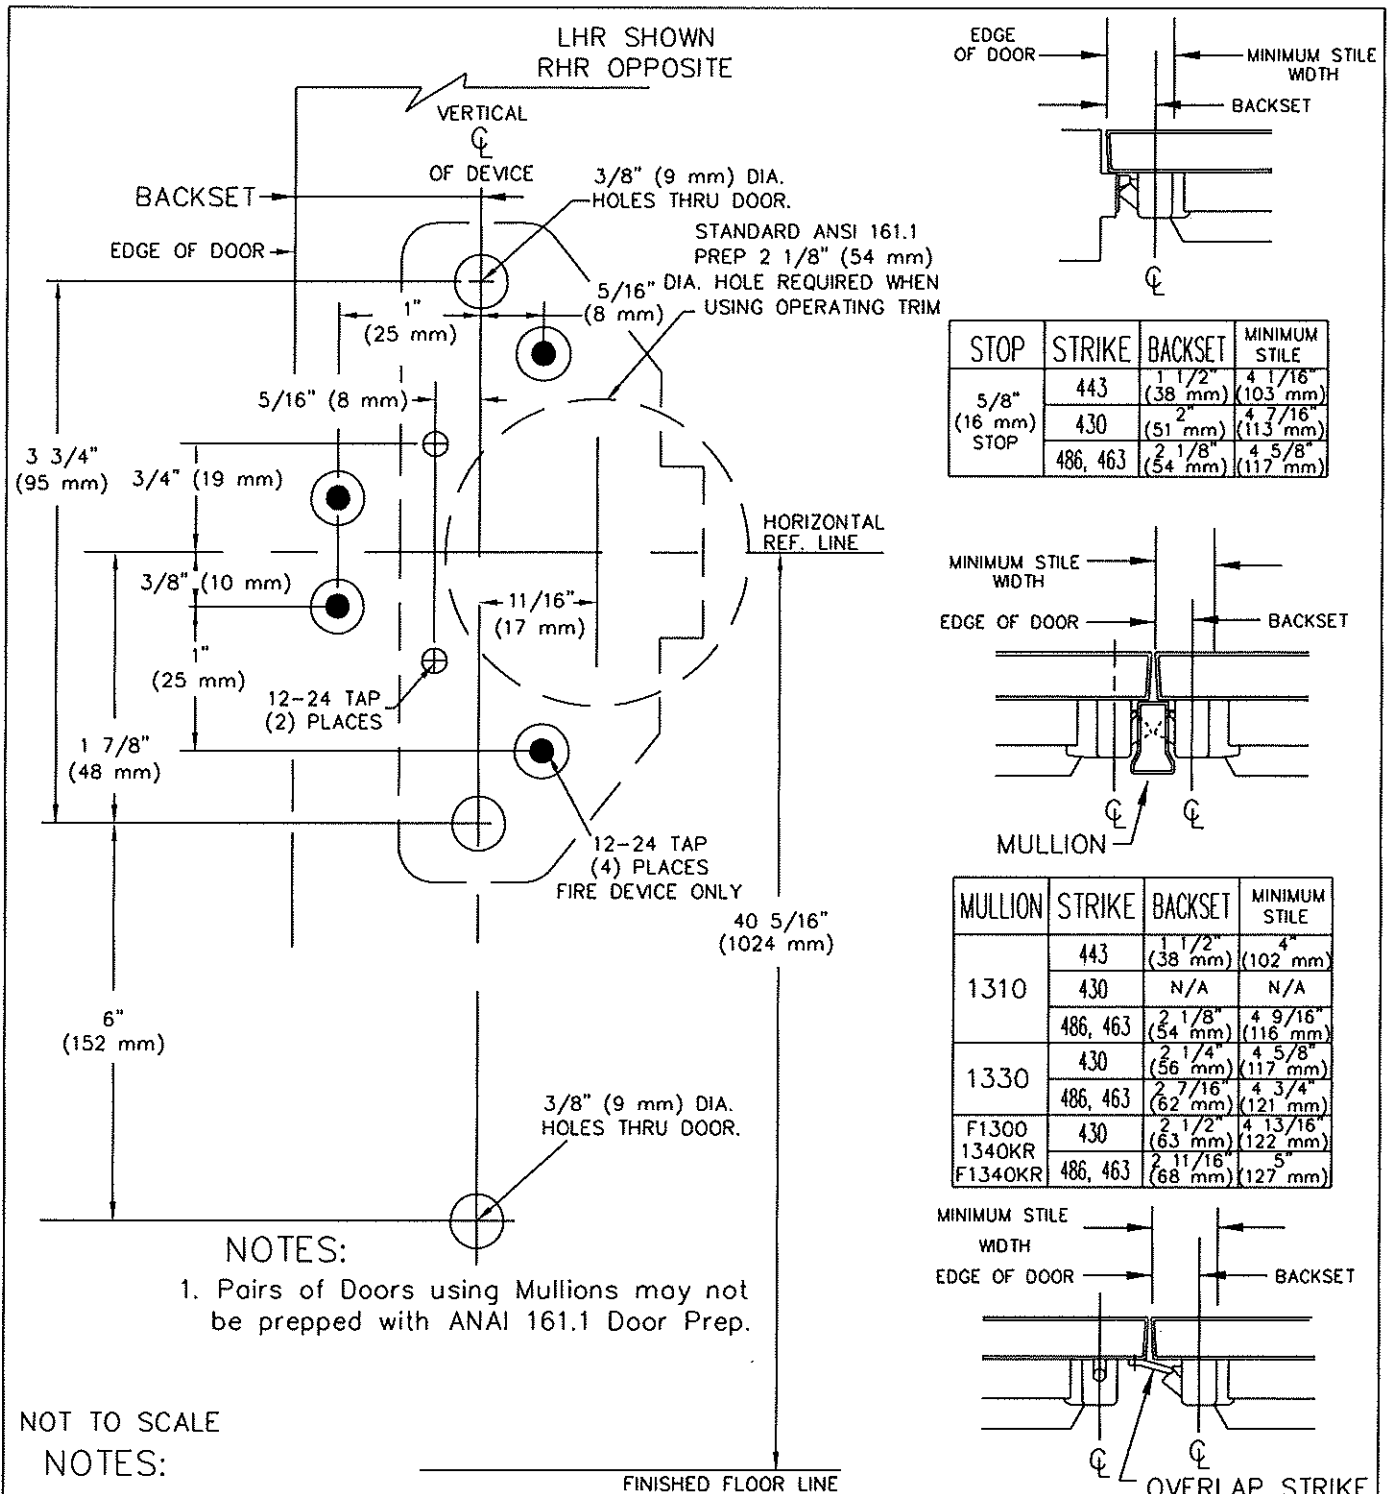 LHR SHOWN
RHR OPPOSITE
VERTICAL
℄
OF DEVICE
BACKSET
EDGE OF DOOR
3/8" (9 mm) DIA.
HOLES THRU DOOR.
STANDARD ANSI 161.1
PREP 2 1/8" (54 mm)
DIA. HOLE REQUIRED WHEN
USING OPERATING TRIM
1"
(25 mm)
5/16"
(8 mm)
5/16" (8 mm)
3 3/4"
(95 mm)
3/4" (19 mm)
HORIZONTAL
REF. LINE
3/8" (10 mm)
11/16"
(17 mm)
1"
(25 mm)
12-24 TAP
(2) PLACES
1 7/8"
(48 mm)
12-24 TAP
(4) PLACES
FIRE DEVICE ONLY
40 5/16"
(1024 mm)
6"
(152 mm)
3/8" (9 mm) DIA.
HOLES THRU DOOR.
NOTES:
1. Pairs of Doors using Mullions may not
be prepped with ANAI 161.1 Door Prep.
NOT TO SCALE
NOTES:
FINISHED FLOOR LINE
EDGE
OF DOOR
MINIMUM STILE
WIDTH
BACKSET
℄
STOP STRIKE BACKSET MINIMUM STILE
5/8" (16 mm) STOP
443 1 1/2" (38 mm) 4 1/16" (103 mm)
430 2" (51 mm) 4 7/16" (113 mm)
486, 463 2 1/8" (54 mm) 4 5/8" (117 mm)
MINIMUM STILE
WIDTH
EDGE OF DOOR
BACKSET
℄ ℄
MULLION
MULLION STRIKE BACKSET MINIMUM STILE
1310
443 1 1/2" (38 mm) 4" (102 mm)
430 N/A N/A
486, 463 2 1/8" (54 mm) 4 9/16" (116 mm)
1330
430 2 1/4" (56 mm) 4 5/8" (117 mm)
486, 463 2 7/16" (62 mm) 4 3/4" (121 mm)
F1300
1340KR
F1340KR
430 2 1/2" (63 mm) 4 13/16" (122 mm)
486, 463 2 11/16" (68 mm) 5" (127 mm)
MINIMUM STILE
WIDTH
EDGE OF DOOR
BACKSET
℄ ℄
OVERLAP STRIKE